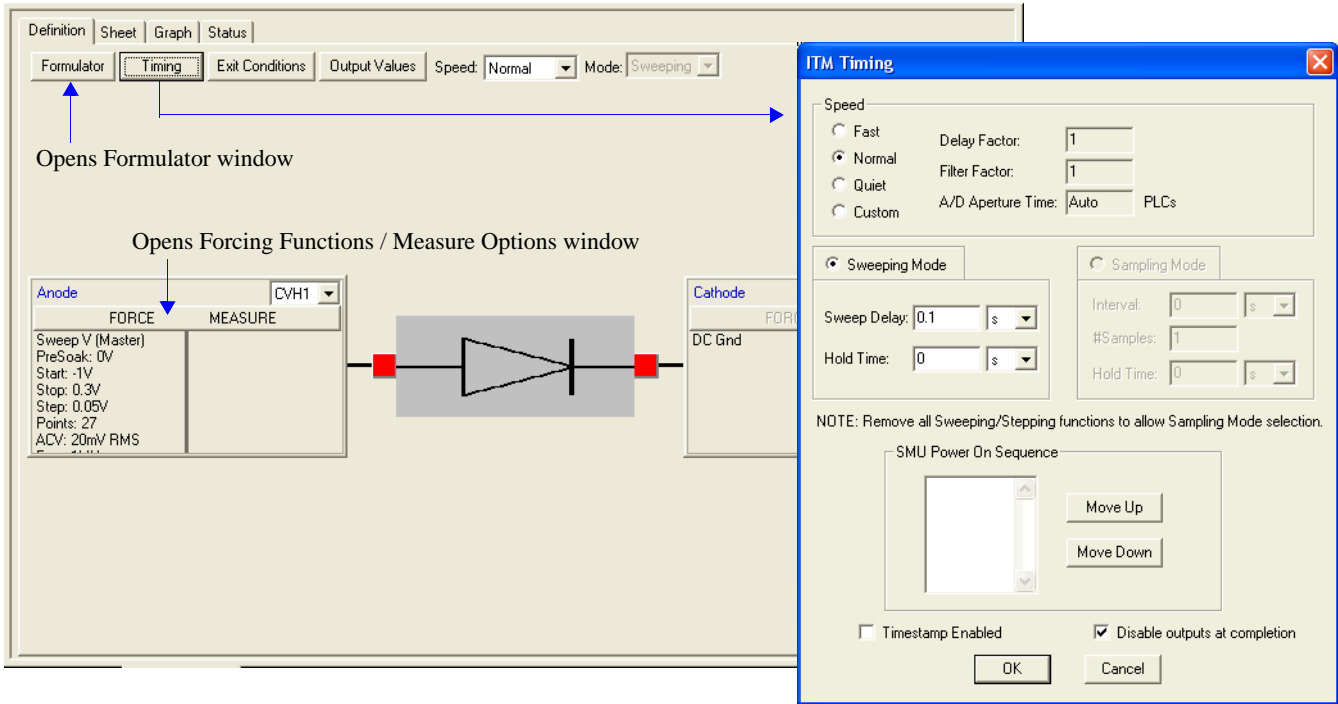 Definition Sheet Graph Status
Formulator Timing Exit Conditions Output Values Speed: Normal Mode: Sweeping
Opens Formulator window
Opens Forcing Functions / Measure Options window
Anode CVH1
FORCE MEASURE
Sweep V (Master)
PreSoak: 0V
Start: -1V
Stop: 0.3V
Step: 0.05V
Points: 27
ACV: 20mV RMS
Cathode
DC Gnd
ITM Timing
Speed
Fast
Normal
Quiet
Custom
Delay Factor: 1
Filter Factor: 1
A/D Aperture Time: Auto PLCs
Sweeping Mode
Sweep Delay: 0.1 s
Hold Time: 0 s
Sampling Mode
Interval: 0 s
#Samples: 1
Hold Time: 0 s
NOTE: Remove all Sweeping/Stepping functions to allow Sampling Mode selection.
SMU Power On Sequence
Move Up
Move Down
Timestamp Enabled
Disable outputs at completion
OK Cancel